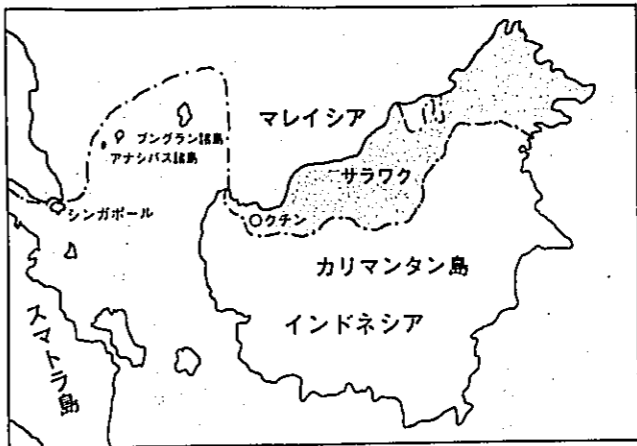 マレイシア
ブングラン諸島
アナシバス諸島
サラワク
シンガポール
クチン
カリマンタン島
インドネシア
スマトラ島